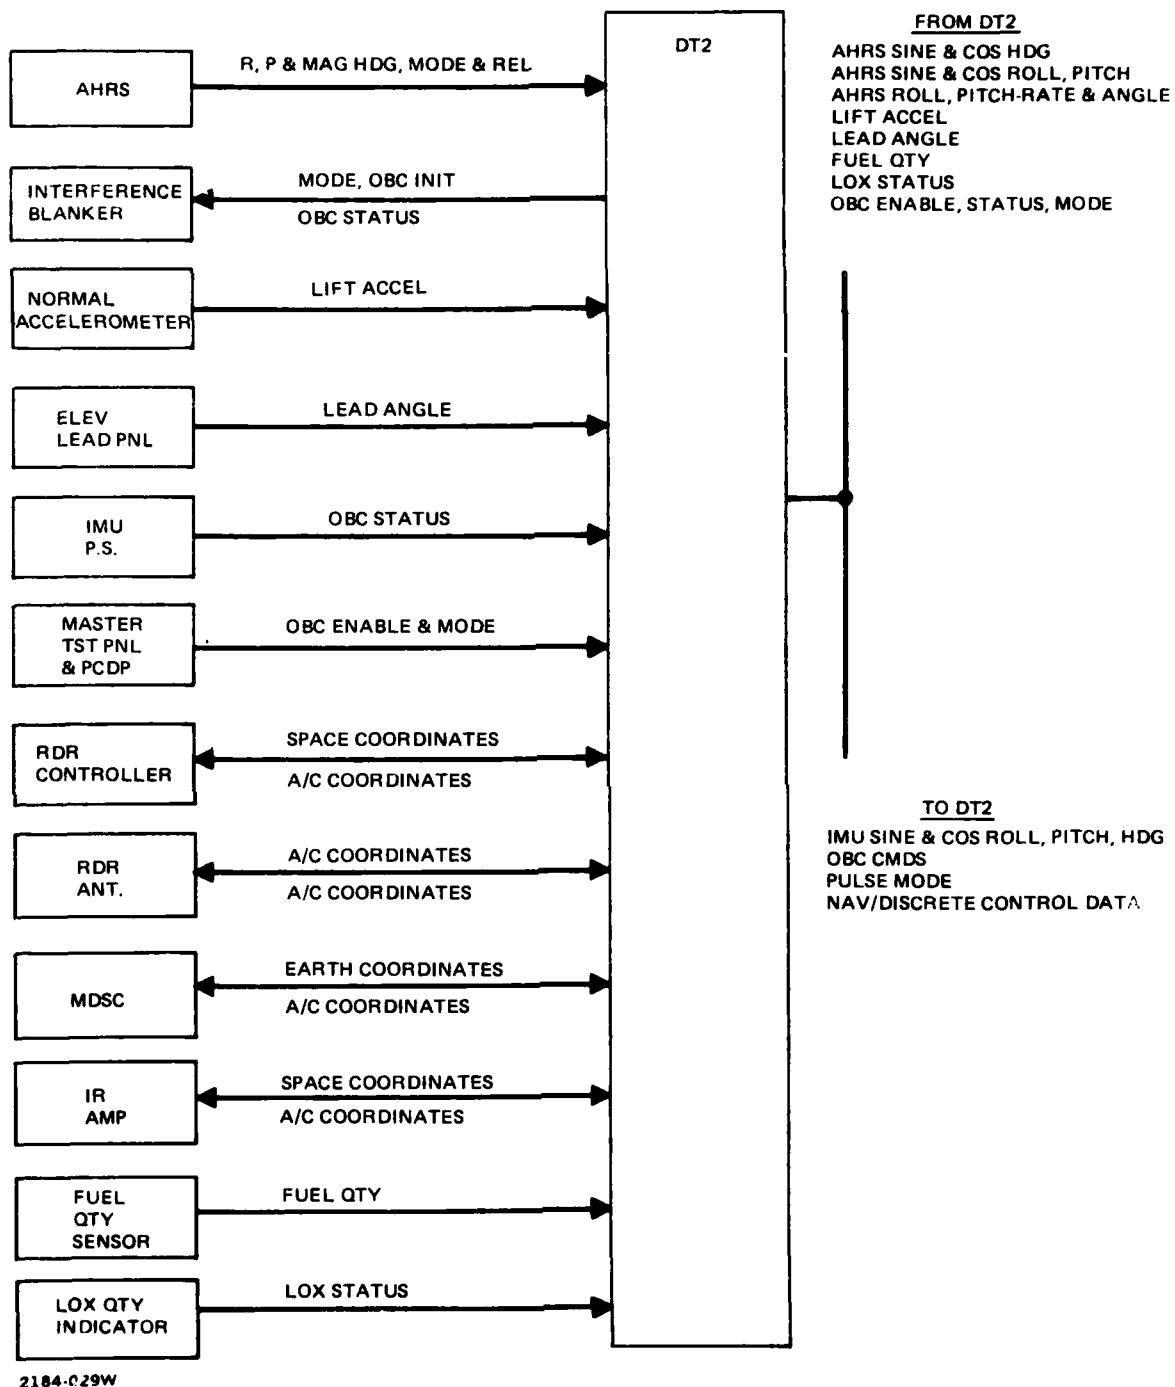 DT2
AHRS
R, P & MAG HDG, MODE & REL
INTERFERENCE
BLANKER
MODE, OBC INIT
OBC STATUS
NORMAL
ACCELEROMETER
LIFT ACCEL
ELEV
LEAD PNL
LEAD ANGLE
IMU
P.S.
OBC STATUS
MASTER
TST PNL
& PCDP
OBC ENABLE & MODE
RDR
CONTROLLER
SPACE COORDINATES
A/C COORDINATES
RDR
ANT.
A/C COORDINATES
A/C COORDINATES
MDSC
EARTH COORDINATES
A/C COORDINATES
IR
AMP
SPACE COORDINATES
A/C COORDINATES
FUEL
QTY
SENSOR
FUEL QTY
LOX QTY
INDICATOR
LOX STATUS
FROM DT2
AHRS SINE & COS HDG
AHRS SINE & COS ROLL, PITCH
AHRS ROLL, PITCH-RATE & ANGLE
LIFT ACCEL
LEAD ANGLE
FUEL QTY
LOX STATUS
OBC ENABLE, STATUS, MODE
TO DT2
IMU SINE & COS ROLL, PITCH, HDG
OBC CMDS
PULSE MODE
NAV/DISCRETE CONTROL DATA
2184-029W